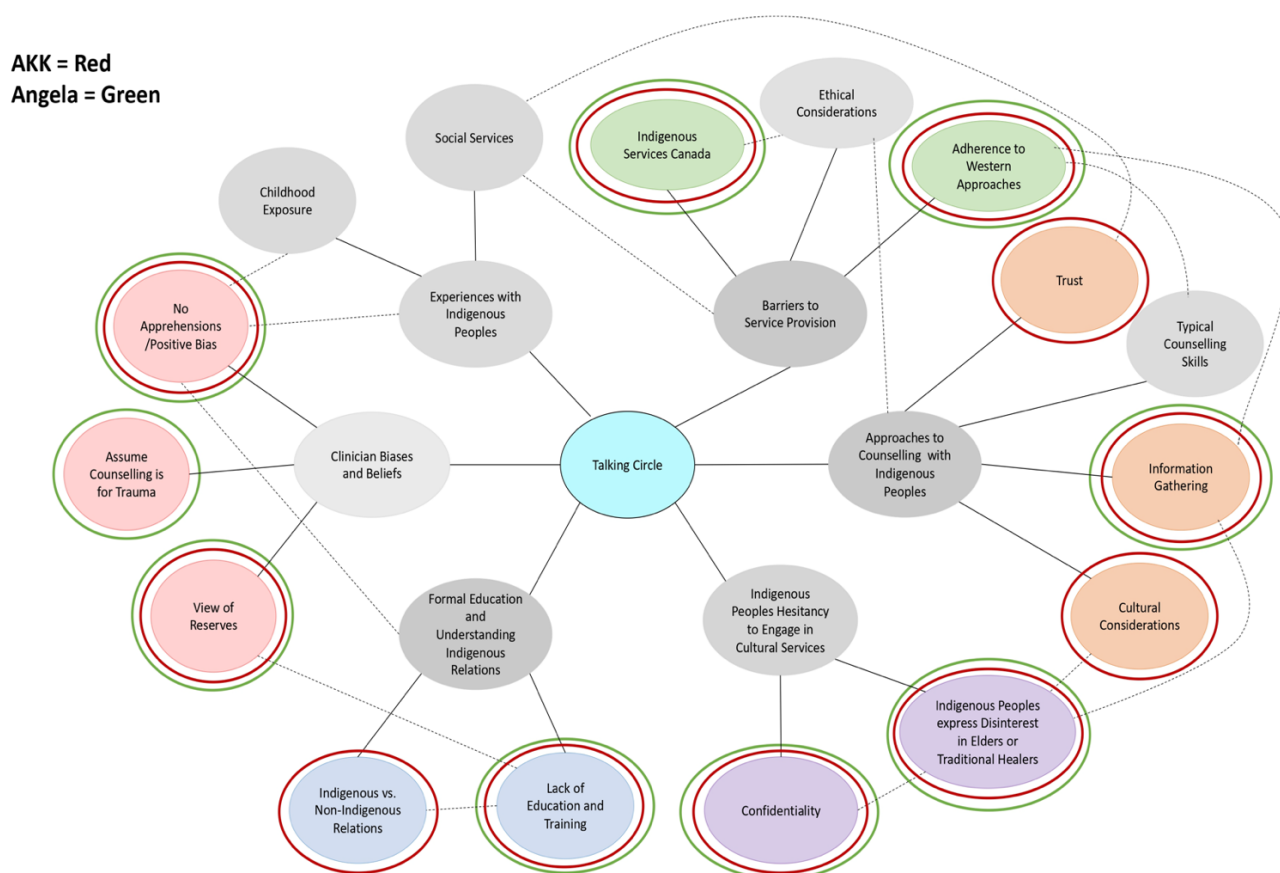 AKK = Red
Angela = Green
Social Services
Indigenous
Services Canada
Ethical
Considerations
Adherence to
Western
Approaches
Childhood
Exposure
No
Apprehensions
/Positive Bias
Experiences with
Indigenous
Peoples
Barriers to
Service Provision
Trust
Typical
Counselling
Skills
Assume
Counselling is
for Trauma
Clinician Biases
and Beliefs
Talking Circle
Approaches to
Counselling with
Indigenous
Peoples
Information
Gathering
View of
Reserves
Formal Education
and
Understanding
Indigenous
Relations
Indigenous
Peoples Hesitancy
to Engage in
Cultural Services
Cultural
Considerations
Indigenous vs.
Non-Indigenous
Relations
Lack of
Education and
Training
Confidentiality
Indigenous Peoples
express Disinterest
in Elders or
Traditional Healers